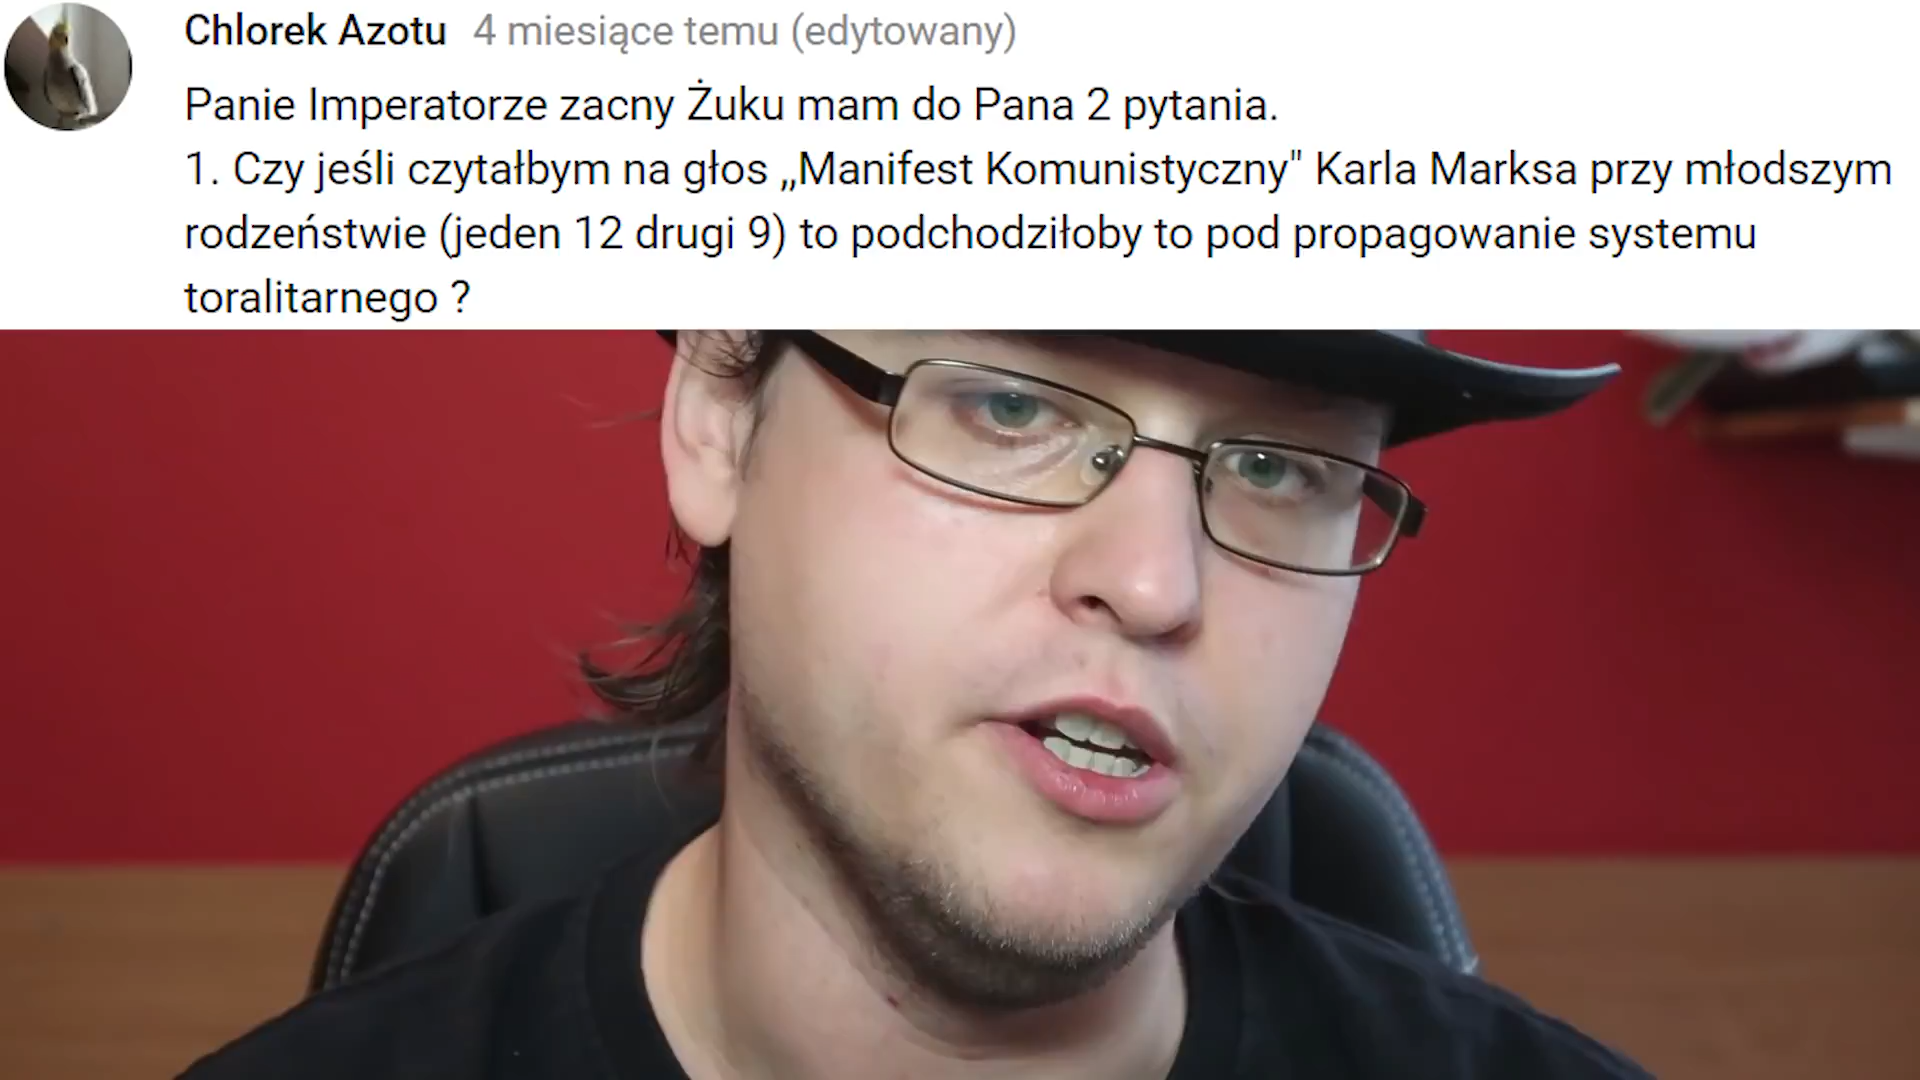 Chlorek Azotu 4 miesiące temu (edytowany)
Panie Imperatorze zacny Żuku mam do Pana 2 pytania.
1. Czy jeśli czytałbym na głos ,,Manifest Komunistyczny" Karla Marksa przy młodszym
rodzeństwie (jeden 12 drugi 9) to podchodziłoby to pod propagowanie systemu
toralitarnego ?